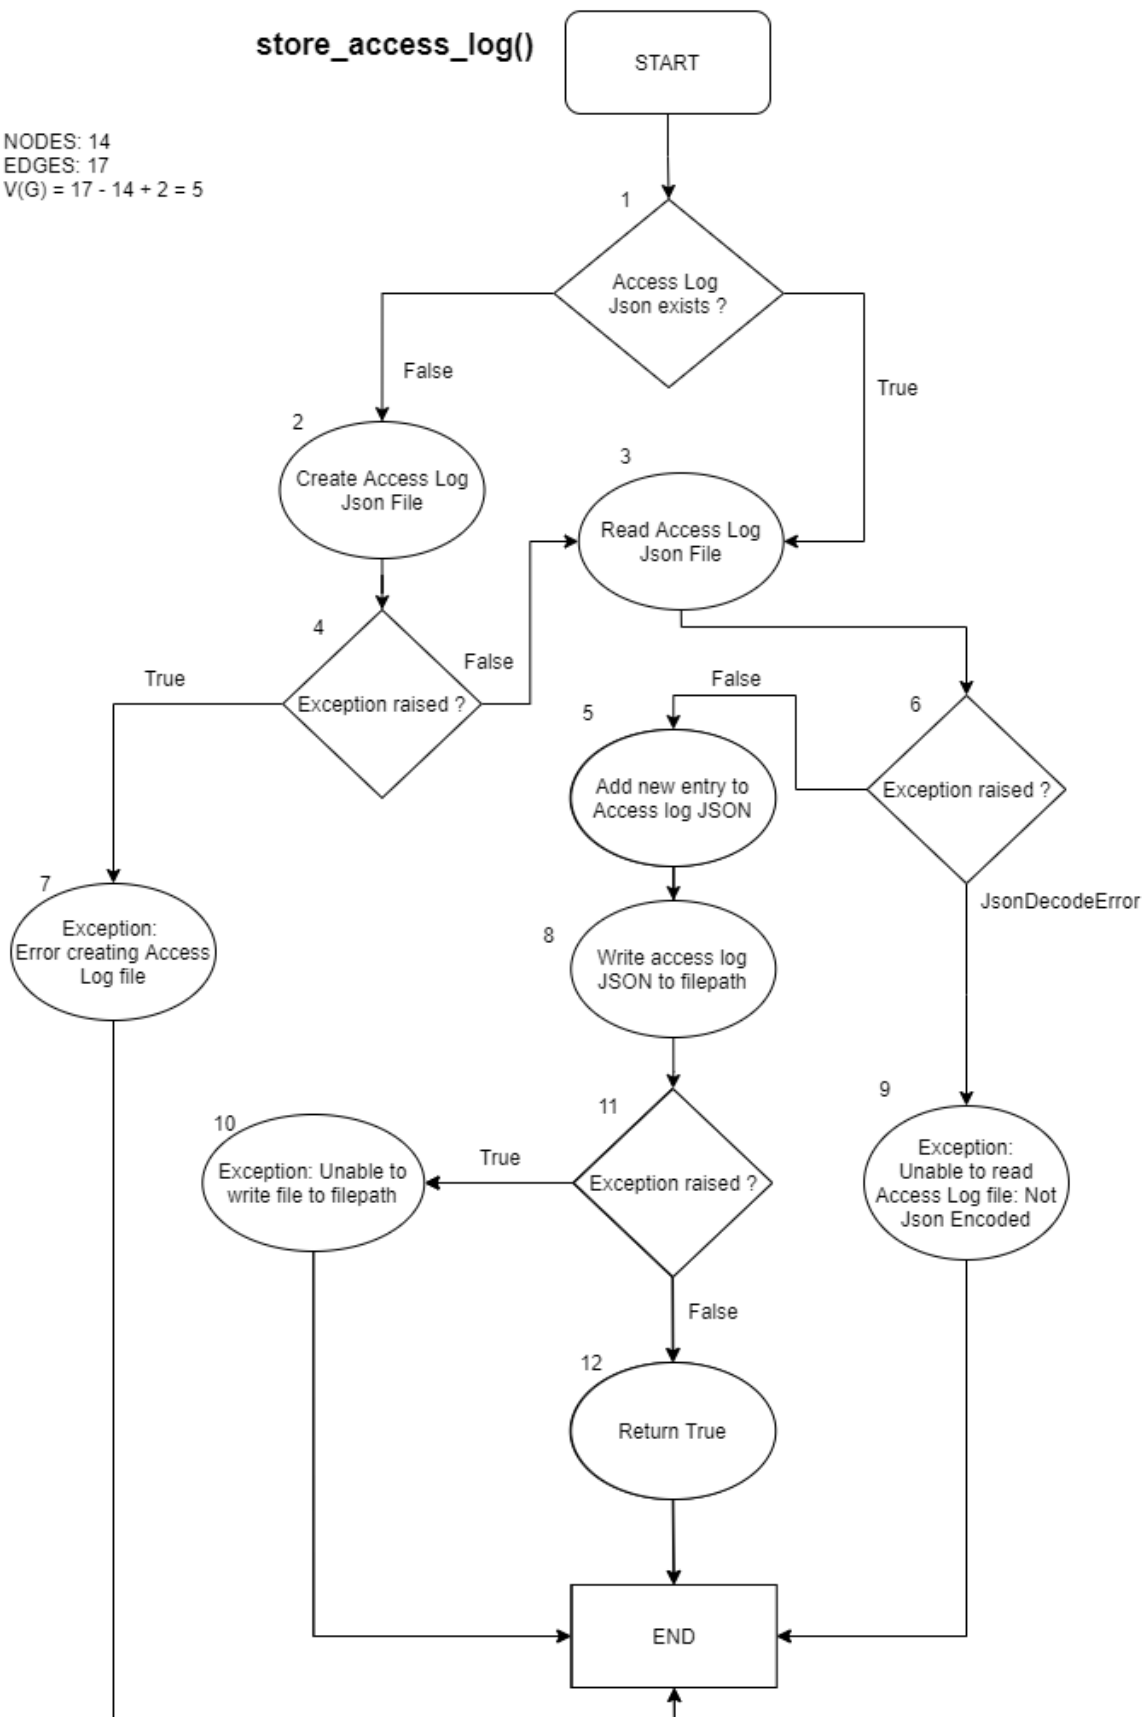 store_access_log()
START
NODES: 14
EDGES: 17
V(G) = 17 - 14 + 2 = 5
1
Access Log
Json exists ?
False
True
2
Create Access Log
Json File
3
Read Access Log
Json File
4
Exception raised ?
True
False
False
5
Add new entry to
Access log JSON
6
Exception raised ?
JsonDecodeError
7
Exception:
Error creating Access
Log file
8
Write access log
JSON to filepath
9
Exception:
Unable to read
Access Log file: Not
Json Encoded
10
Exception: Unable to
write file to filepath
True
11
Exception raised ?
False
12
Return True
END